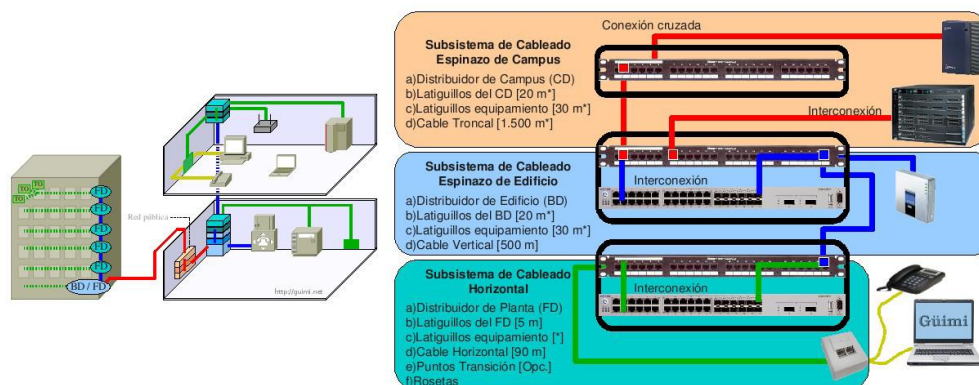 TO
TO
TO
FD
FD
FD
FD
FD
BD / FD
Red pública
http://guimi.net
Subsistema de Cableado
Espinazo de Campus
a)Distribuidor de Campus (CD)
b)Latiguillos del CD [20 m*]
c)Latiguillos equipamiento [30 m*]
d)Cable Troncal [1.500 m*]
Conexión cruzada
Interconexión
Subsistema de Cableado
Espinazo de Edificio
a)Distribuidor de Edificio (BD)
b)Latiguillos del BD [20 m*]
c)Latiguillos equipamiento [30 m*]
d)Cable Vertical [500 m]
Interconexión
Subsistema de Cableado
Horizontal
a)Distribuidor de Planta (FD)
b)Latiguillos del FD [5 m]
c)Latiguillos equipamiento [*]
d)Cable Horizontal [90 m]
e)Puntos Transición [Opc.]
f)Rosetas
Interconexión
Güimi